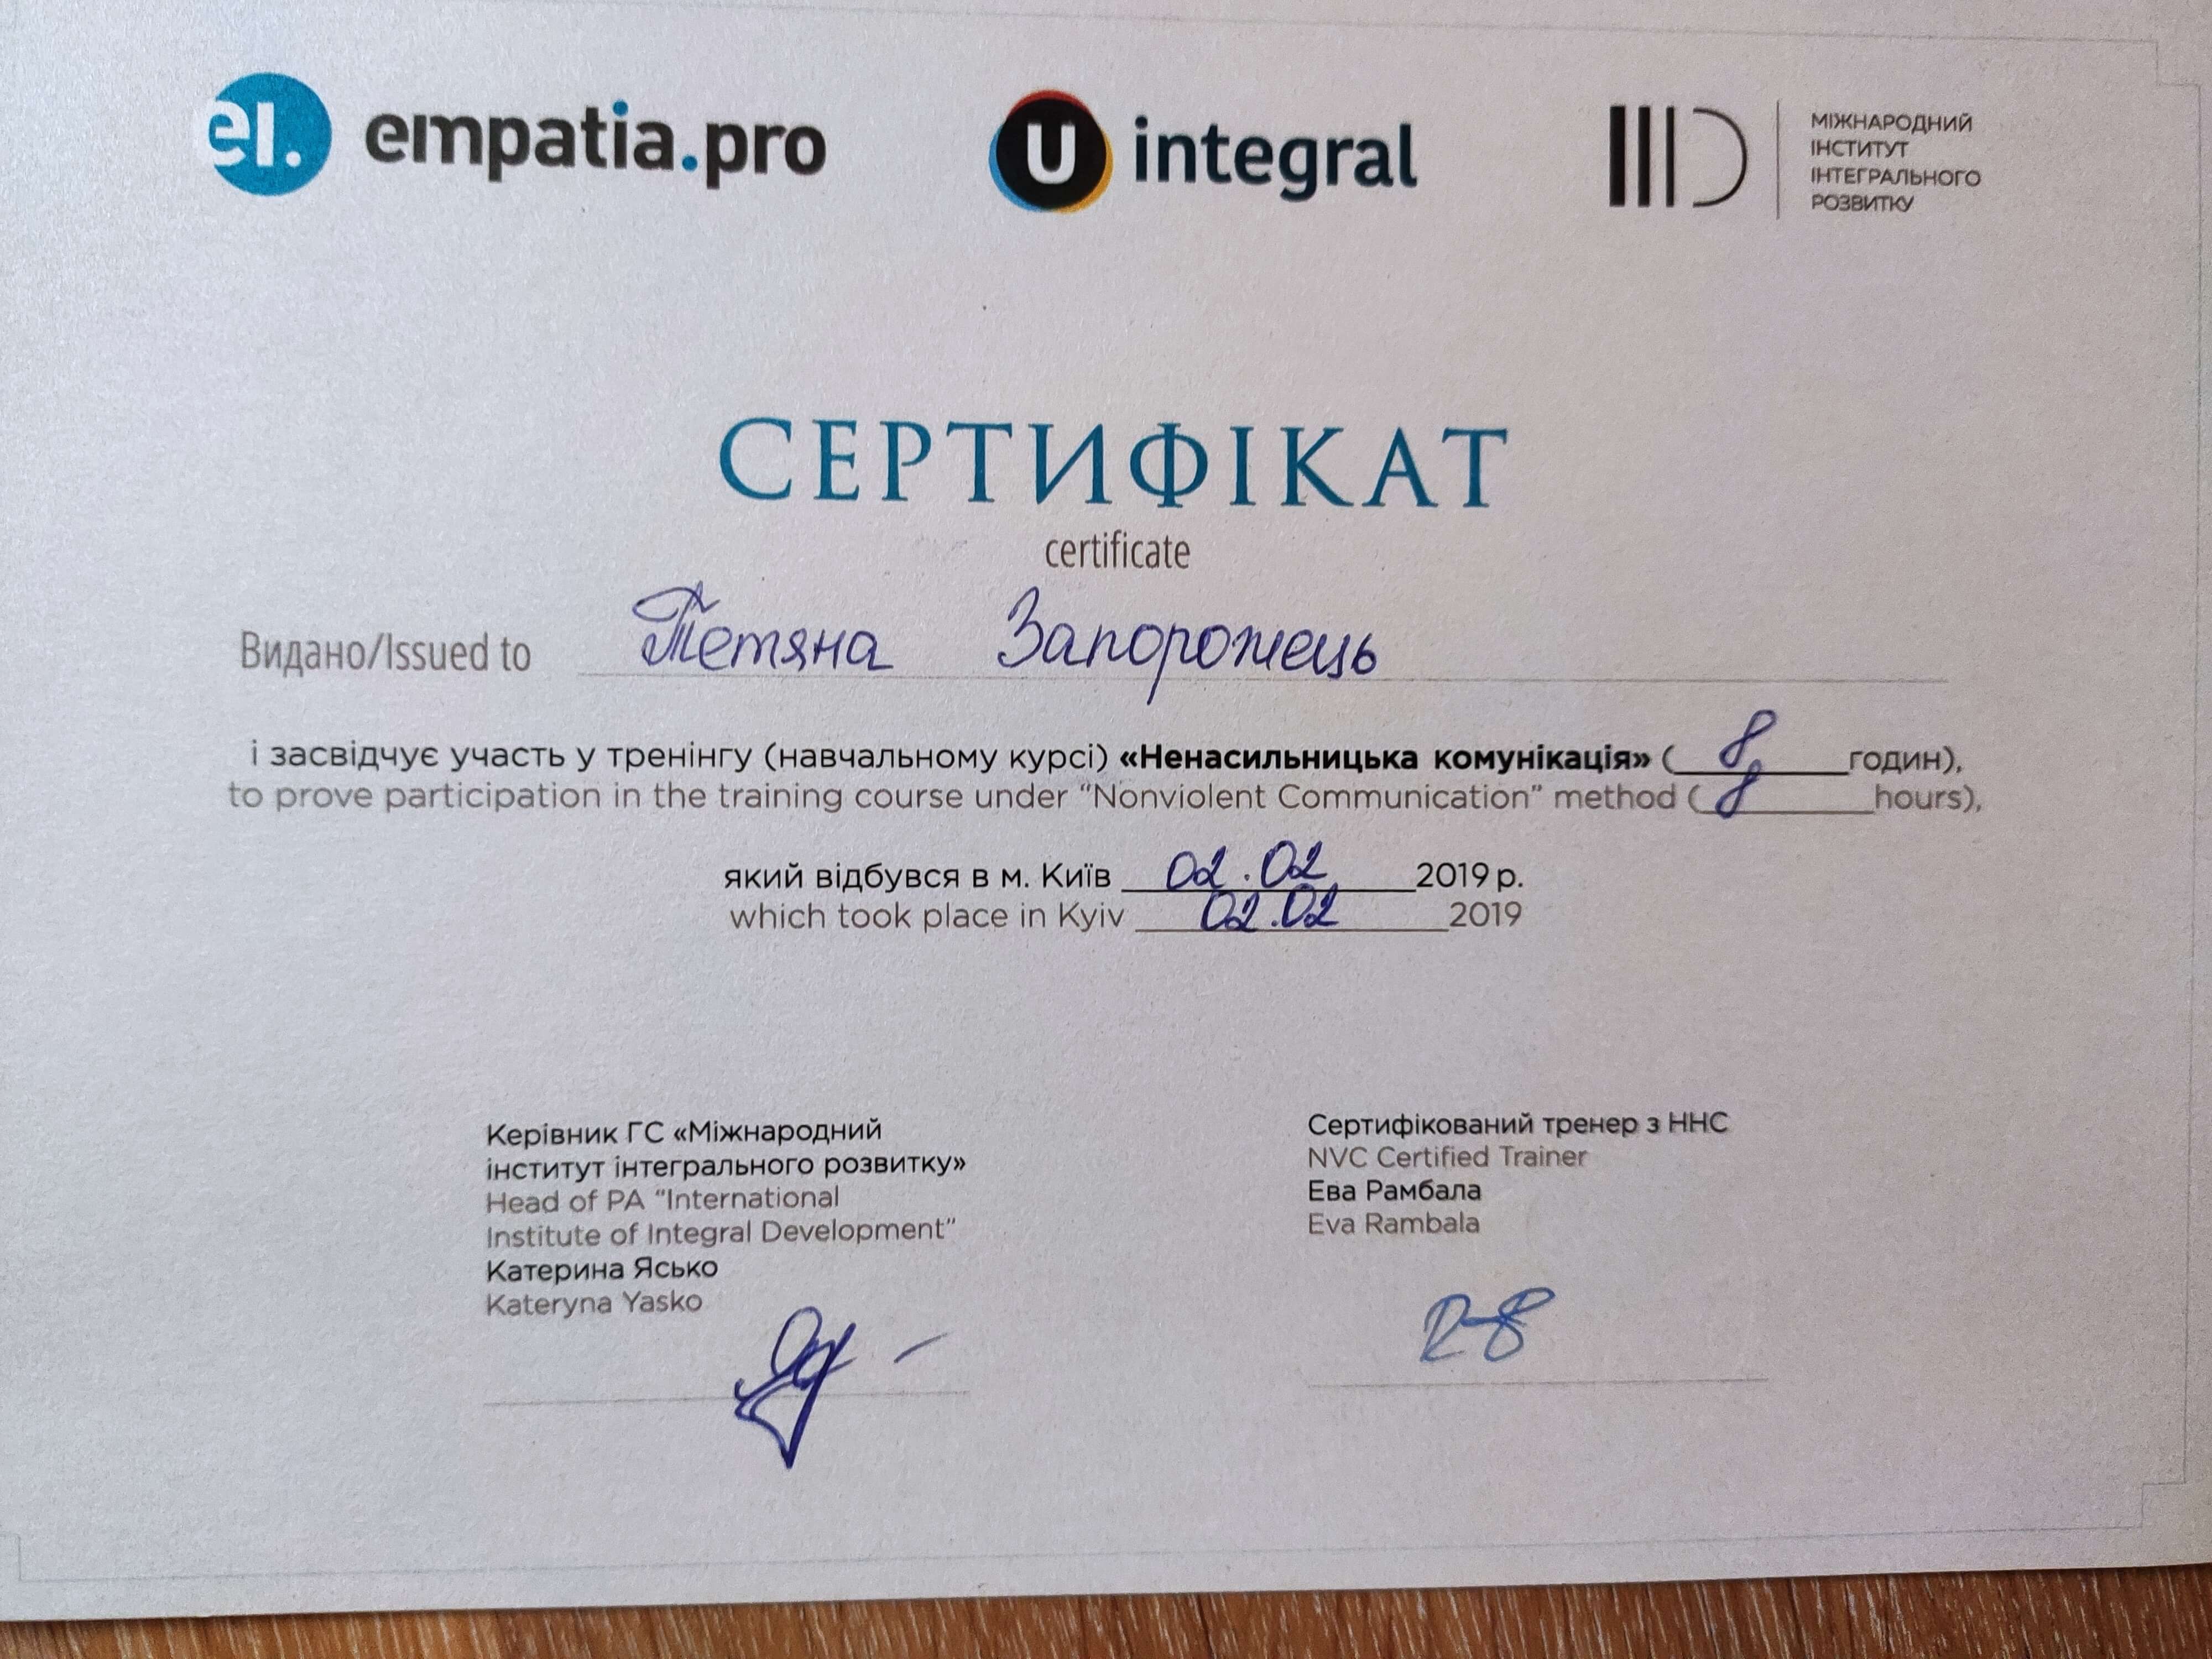 еі. empatia.pro
U integral
МІЖНАРОДНИЙ
ІНСТИТУТ
ІНТЕГРАЛЬНОГО
РОЗВИТКУ
СЕРТИФІКАТ
certificate
Видано/Issued to Тетяна Запорожець
і засвідчує участь у тренінгу (навчальному курсі) «Ненасильницька комунікація» ( 8 годин),
to prove participation in the training course under “Nonviolent Communication” method ( 8 hours),
який відбувся в м. Київ 02.02 2019 р.
which took place in Kyiv 02.02 2019
Керівник ГС «Міжнародний
інститут інтегрального розвитку»
Head of PA “International
Institute of Integral Development”
Катерина Ясько
Kateryna Yasko
Сертифікований тренер з ННС
NVC Certified Trainer
Ева Рамбала
Eva Rambala